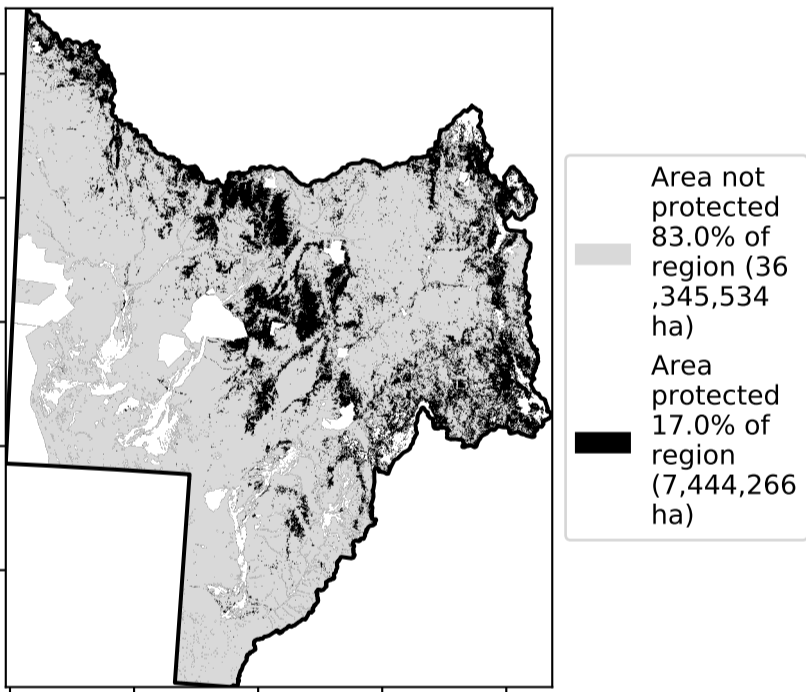 Area not
protected
83.0% of
region (36
,345,534
ha)
Area
protected
17.0% of
region
(7,444,266
ha)